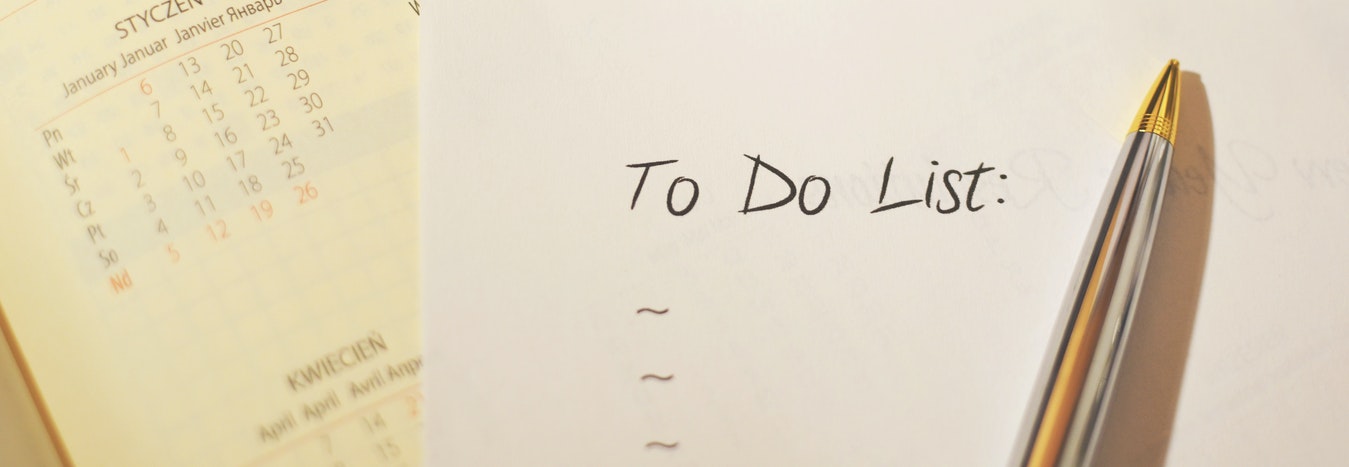 STYCZEŃ
January Januar Janvier Январь
Pn 6 13 20 27
Wt 7 14 21 28
Śr 1 8 15 22 29
Cz 2 9 16 23 30
Pt 3 10 17 24 31
So 4 11 18 25
Nd 5 12 19 26
KWIECIEŃ
April April Avril
7 14
15
To Do List:
~
~
~